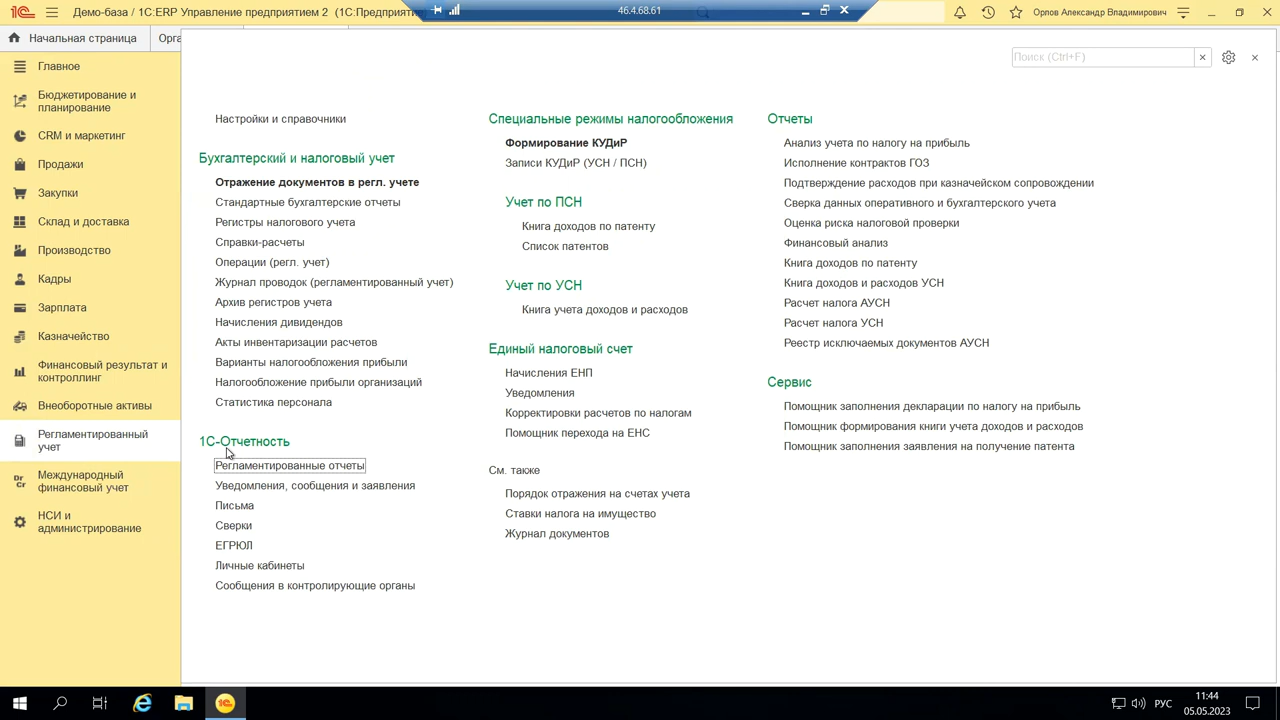 Демо-база / 1С:ERP Управление предприятием 2 (1С:Предприяти
46.4.68.61
Орлов Александр Владимирович
Начальная страница
Орга
Поиск (Ctrl+F)
Главное
Бюджетирование и
планирование
CRM и маркетинг
Продажи
Закупки
Склад и доставка
Производство
Кадры
Зарплата
Казначейство
Финансовый результат и
контроллинг
Внеоборотные активы
Регламентированный
учет
Международный
финансовый учет
НСИ и
администрирование
Настройки и справочники
Бухгалтерский и налоговый учет
Отражение документов в регл. учете
Стандартные бухгалтерские отчеты
Регистры налогового учета
Справки-расчеты
Операции (регл. учет)
Журнал проводок (регламентированный учет)
Архив регистров учета
Начисления дивидендов
Акты инвентаризации расчетов
Варианты налогообложения прибыли
Налогообложение прибыли организаций
Статистика персонала
1С-Отчетность
Регламентированные отчеты
Уведомления, сообщения и заявления
Письма
Сверки
ЕГРЮЛ
Личные кабинеты
Сообщения в контролирующие органы
Специальные режимы налогообложения
Формирование КУДиР
Записи КУДиР (УСН / ПСН)
Учет по ПСН
Книга доходов по патенту
Список патентов
Учет по УСН
Книга учета доходов и расходов
Единый налоговый счет
Начисления ЕНП
Уведомления
Корректировки расчетов по налогам
Помощник перехода на ЕНС
См. также
Порядок отражения на счетах учета
Ставки налога на имущество
Журнал документов
Отчеты
Анализ учета по налогу на прибыль
Исполнение контрактов ГОЗ
Подтверждение расходов при казначейском сопровождении
Сверка данных оперативного и бухгалтерского учета
Оценка риска налоговой проверки
Финансовый анализ
Книга доходов по патенту
Книга доходов и расходов УСН
Расчет налога АУСН
Расчет налога УСН
Реестр исключаемых документов АУСН
Сервис
Помощник заполнения декларации по налогу на прибыль
Помощник формирования книги учета доходов и расходов
Помощник заполнения заявления на получение патента
РУС
11:44
05.05.2023